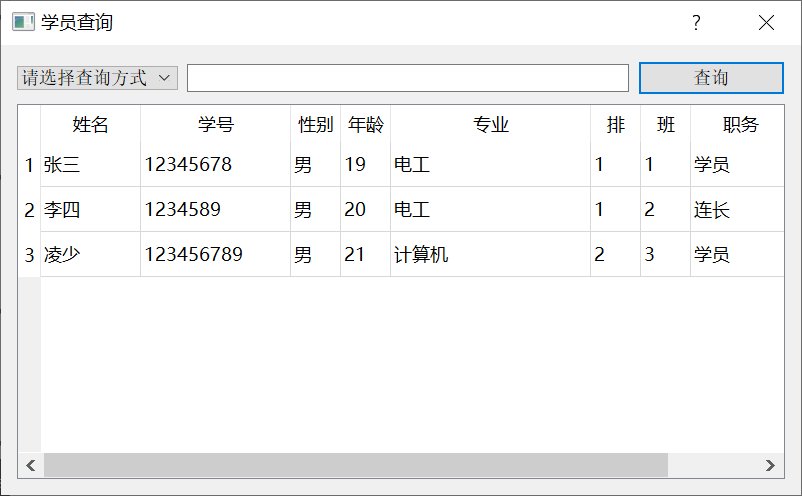 学员查询 ?
请选择查询方式 查询
姓名 学号 性别 年龄 专业 排 班 职务
1 张三 12345678 男 19 电工 1 1 学员
2 李四 1234589 男 20 电工 1 2 连长
3 凌少 123456789 男 21 计算机 2 3 学员